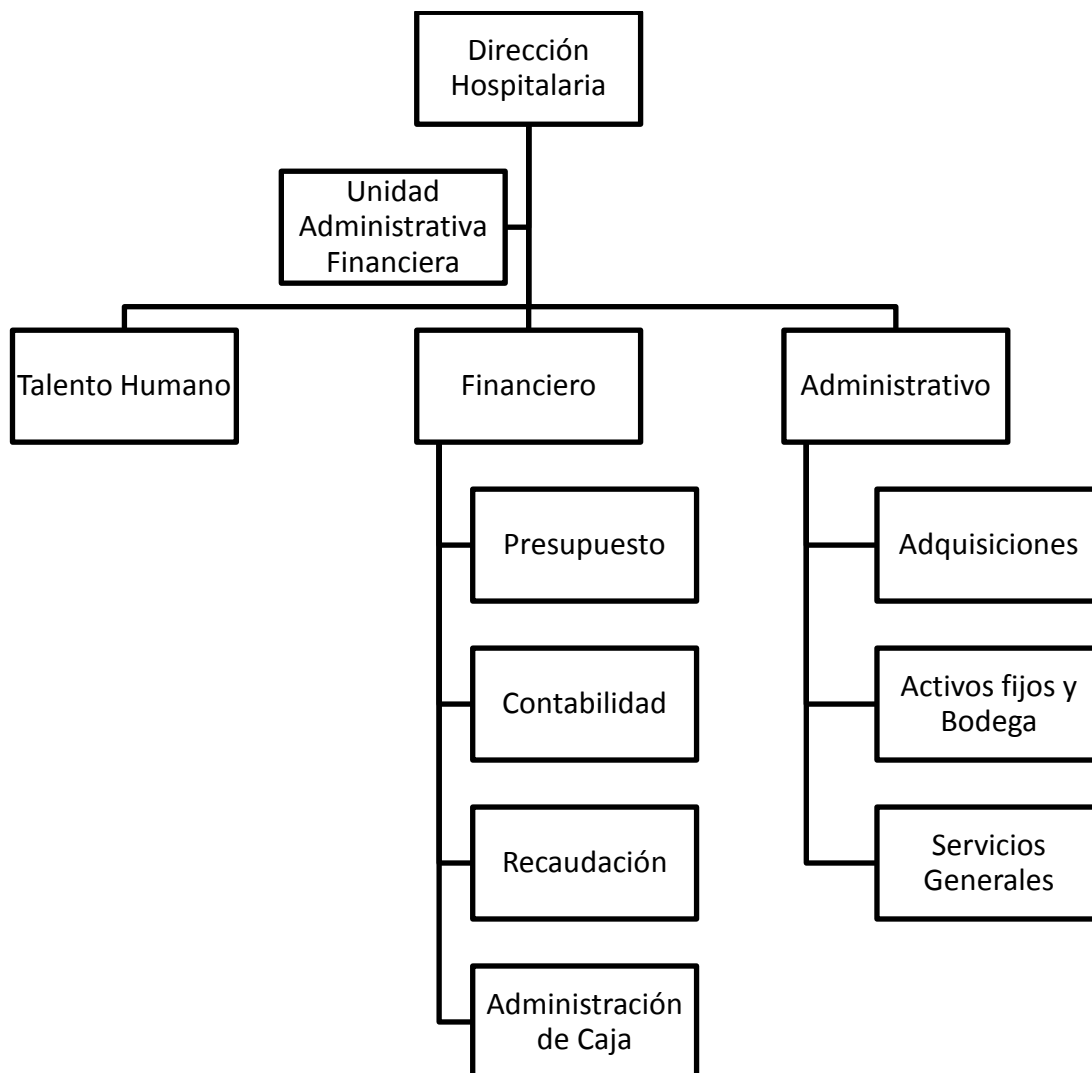 Dirección
Hospitalaria
Unidad
Administrativa
Financiera
Talento Humano
Financiero
Administrativo
Presupuesto
Adquisiciones
Contabilidad
Activos fijos y
Bodega
Recaudación
Servicios
Generales
Administración
de Caja